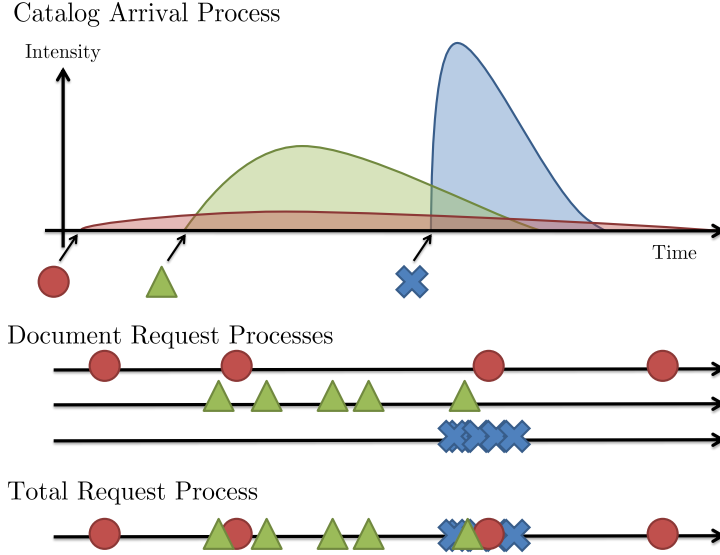 Catalog Arrival Process
Intensity
Time
Document Request Processes
Total Request Process